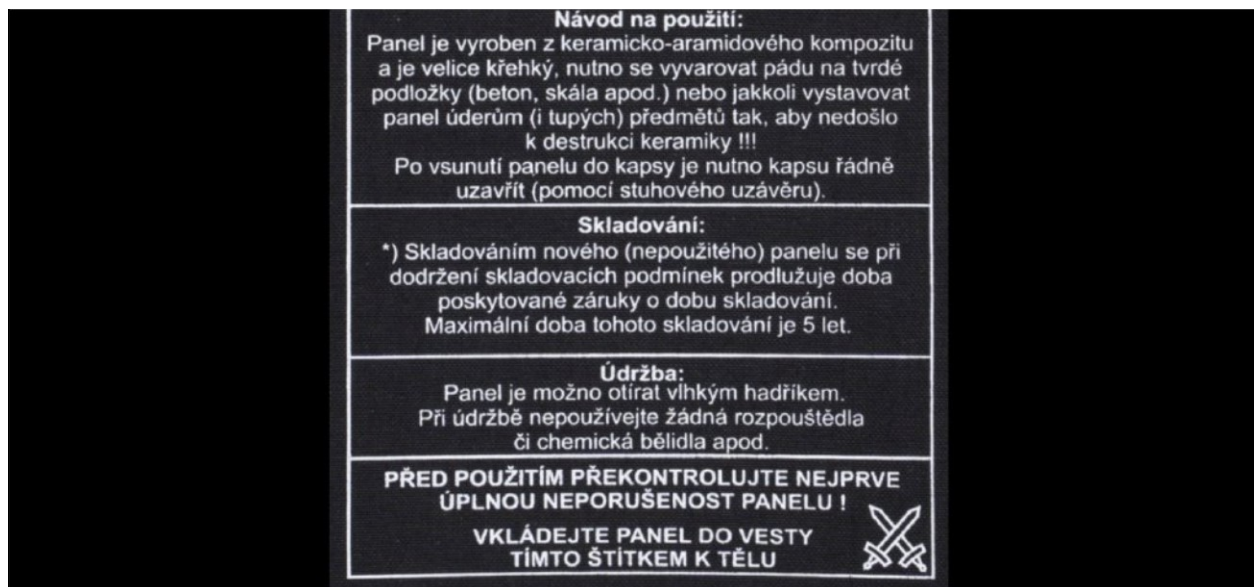 Návod na použití:
Panel je vyroben z keramicko-aramidového kompozitu
a je velice křehký, nutno se vyvarovat pádu na tvrdé
podložky (beton, skála apod.) nebo jakkoli vystavovat
panel úderům (i tupých) předmětů tak, aby nedošlo
k destrukci keramiky !!!
Po vsunutí panelu do kapsy je nutno kapsu řádně
uzavřít (pomocí stuhového uzávěru).
Skladování:
*) Skladováním nového (nepoužitého) panelu se při
dodržení skladovacích podmínek prodlužuje doba
poskytované záruky o dobu skladování.
Maximální doba tohoto skladování je 5 let.
Údržba:
Panel je možno otírat vlhkým hadříkem.
Při údržbě nepoužívejte žádná rozpouštědla
či chemická bělidla apod.
PŘED POUŽITÍM PŘEKONTROLUJTE NEJPRVE
ÚPLNOU NEPORUŠENOST PANELU !
VKLÁDEJTE PANEL DO VESTY
TÍMTO ŠTÍTKEM K TĚLU